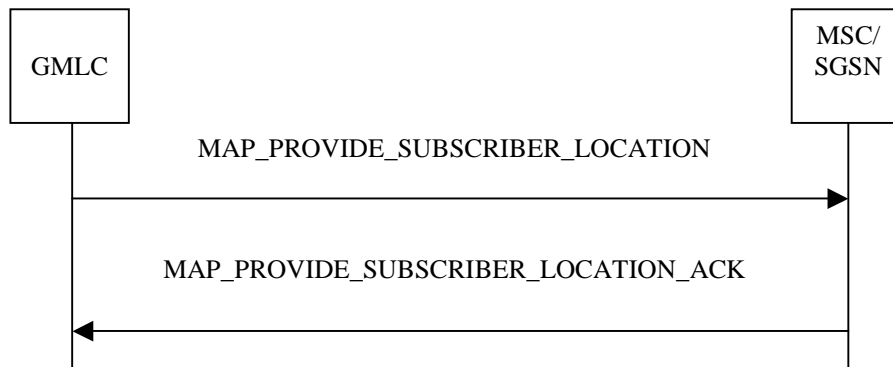 GMLC
MSC/
SGSN
MAP_PROVIDE_SUBSCRIBER_LOCATION
MAP_PROVIDE_SUBSCRIBER_LOCATION_ACK